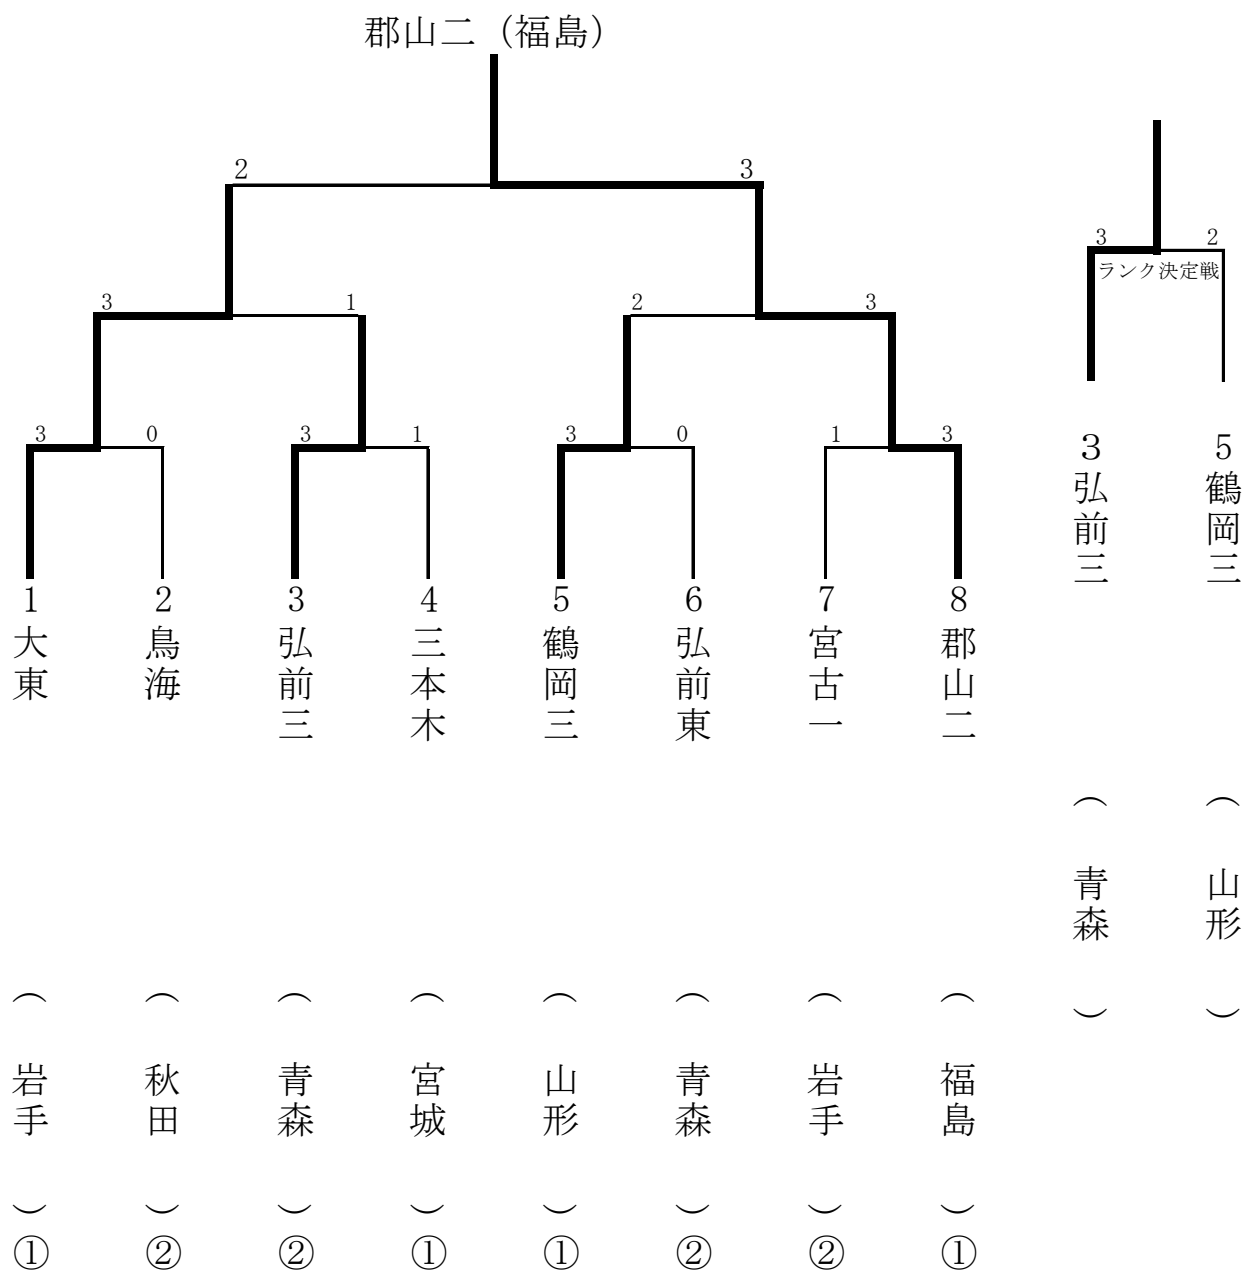 郡山二（福島）
2 3
3 2
ランク決定戦
3 1 2 3
3 0 3 1 3 0 1 3
3 弘前三（青森）
5 鶴岡三（山形）
1 大東（岩手）①
2 鳥海（秋田）②
3 弘前三（青森）②
4 三本木（宮城）①
5 鶴岡三（山形）①
6 弘前東（青森）②
7 宮古一（岩手）②
8 郡山二（福島）①